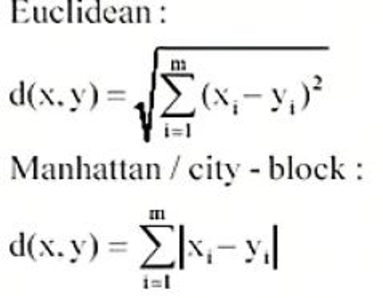 Euclidean :
d(x.y) = √∑_{i=1}^{m} (x_i − y_i)²
Manhattan / city - block :
d(x.y) = ∑_{i=1}^{m} |x_i − y_i|